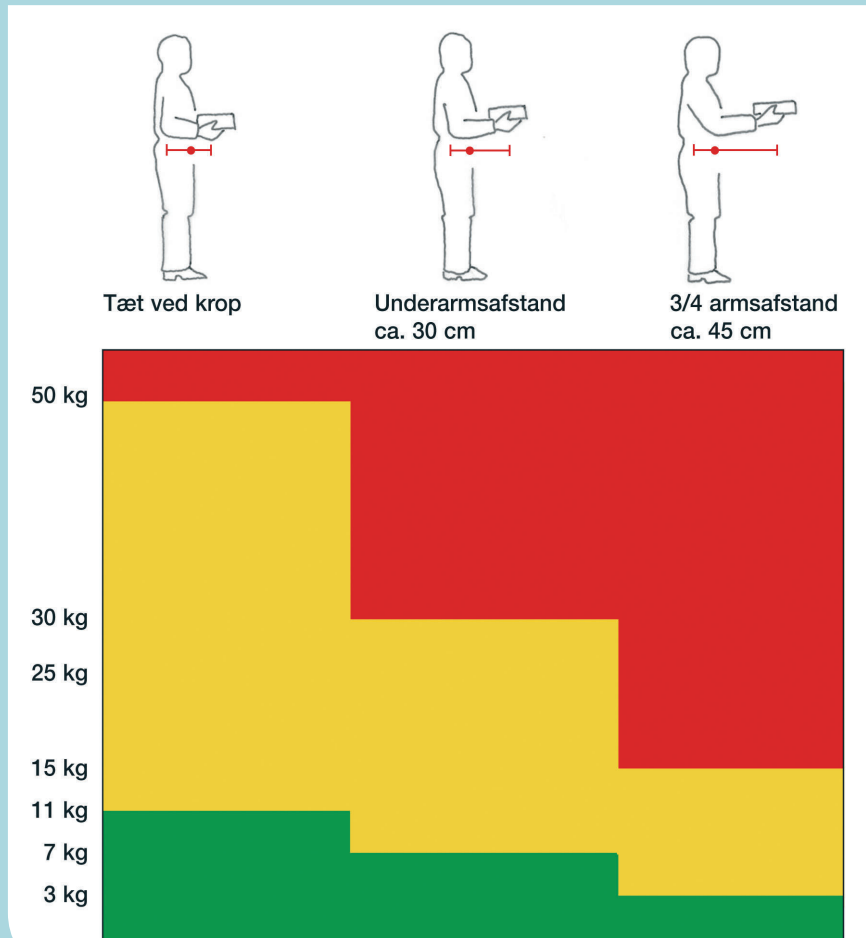 Tæt ved krop
Underarmsafstand
ca. 30 cm
3/4 armsafstand
ca. 45 cm
50 kg
30 kg
25 kg
15 kg
11 kg
7 kg
3 kg